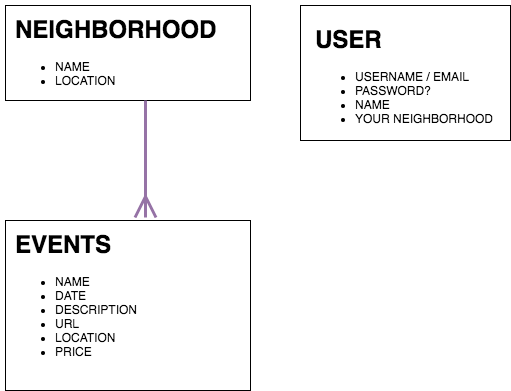 NEIGHBORHOOD
NAME
LOCATION
USER
USERNAME / EMAIL
PASSWORD?
NAME
YOUR NEIGHBORHOOD
EVENTS
NAME
DATE
DESCRIPTION
URL
LOCATION
PRICE